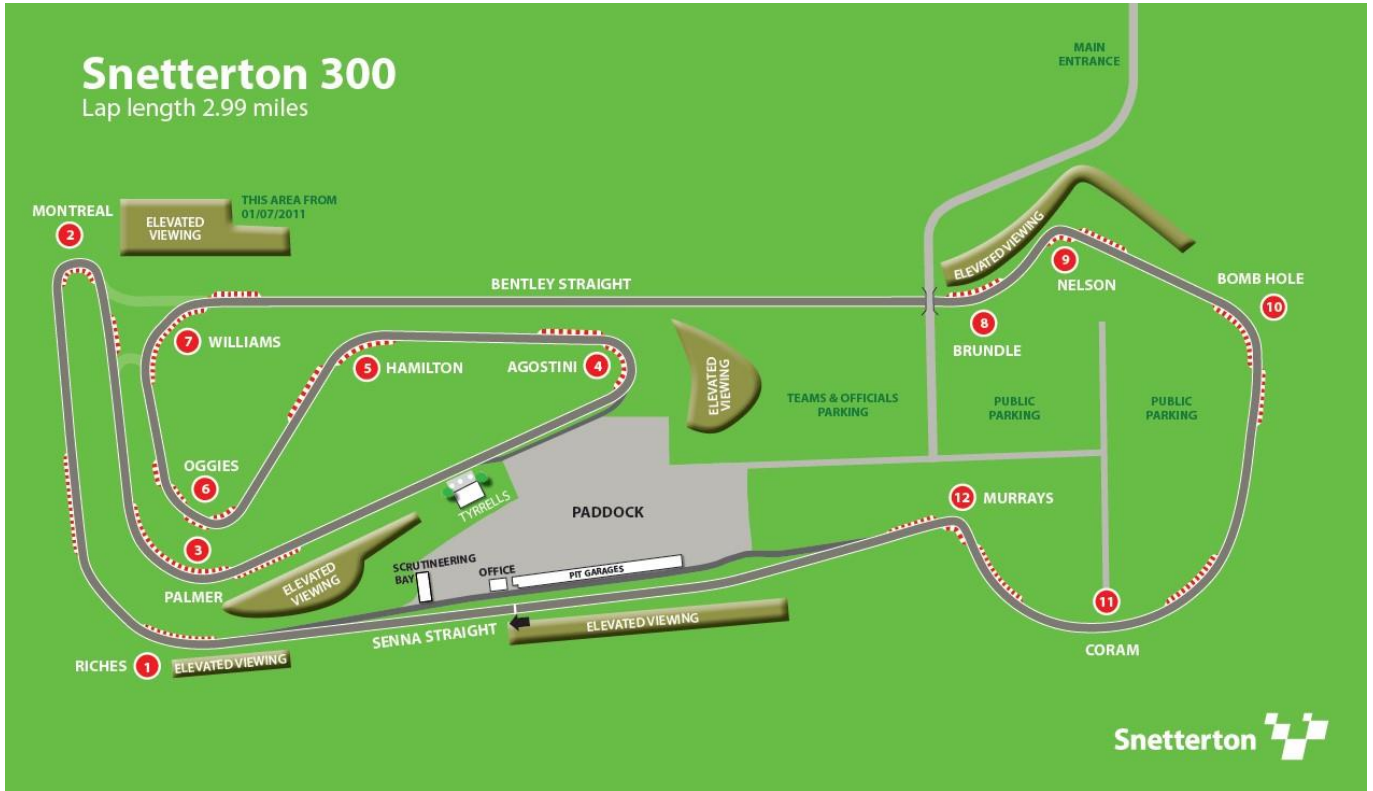 Snetterton 300
Lap length 2.99 miles
MAIN
ENTRANCE
THIS AREA FROM
01/07/2011
MONTREAL
2
ELEVATED
VIEWING
ELEVATED VIEWING
9
NELSON
BOMB HOLE
10
BENTLEY STRAIGHT
7
WILLIAMS
8
BRUNDLE
5
HAMILTON
AGOSTINI
4
ELEVATED
VIEWING
TEAMS & OFFICIALS
PARKING
PUBLIC
PARKING
PUBLIC
PARKING
OGGIES
6
12
MURRAYS
TYRRELLS
PADDOCK
3
PALMER
ELEVATED
VIEWING
SCRUTINEERING
BAY
OFFICE
PIT GARAGES
11
CORAM
SENNA STRAIGHT
ELEVATED VIEWING
RICHES
1
ELEVATED VIEWING
Snetterton